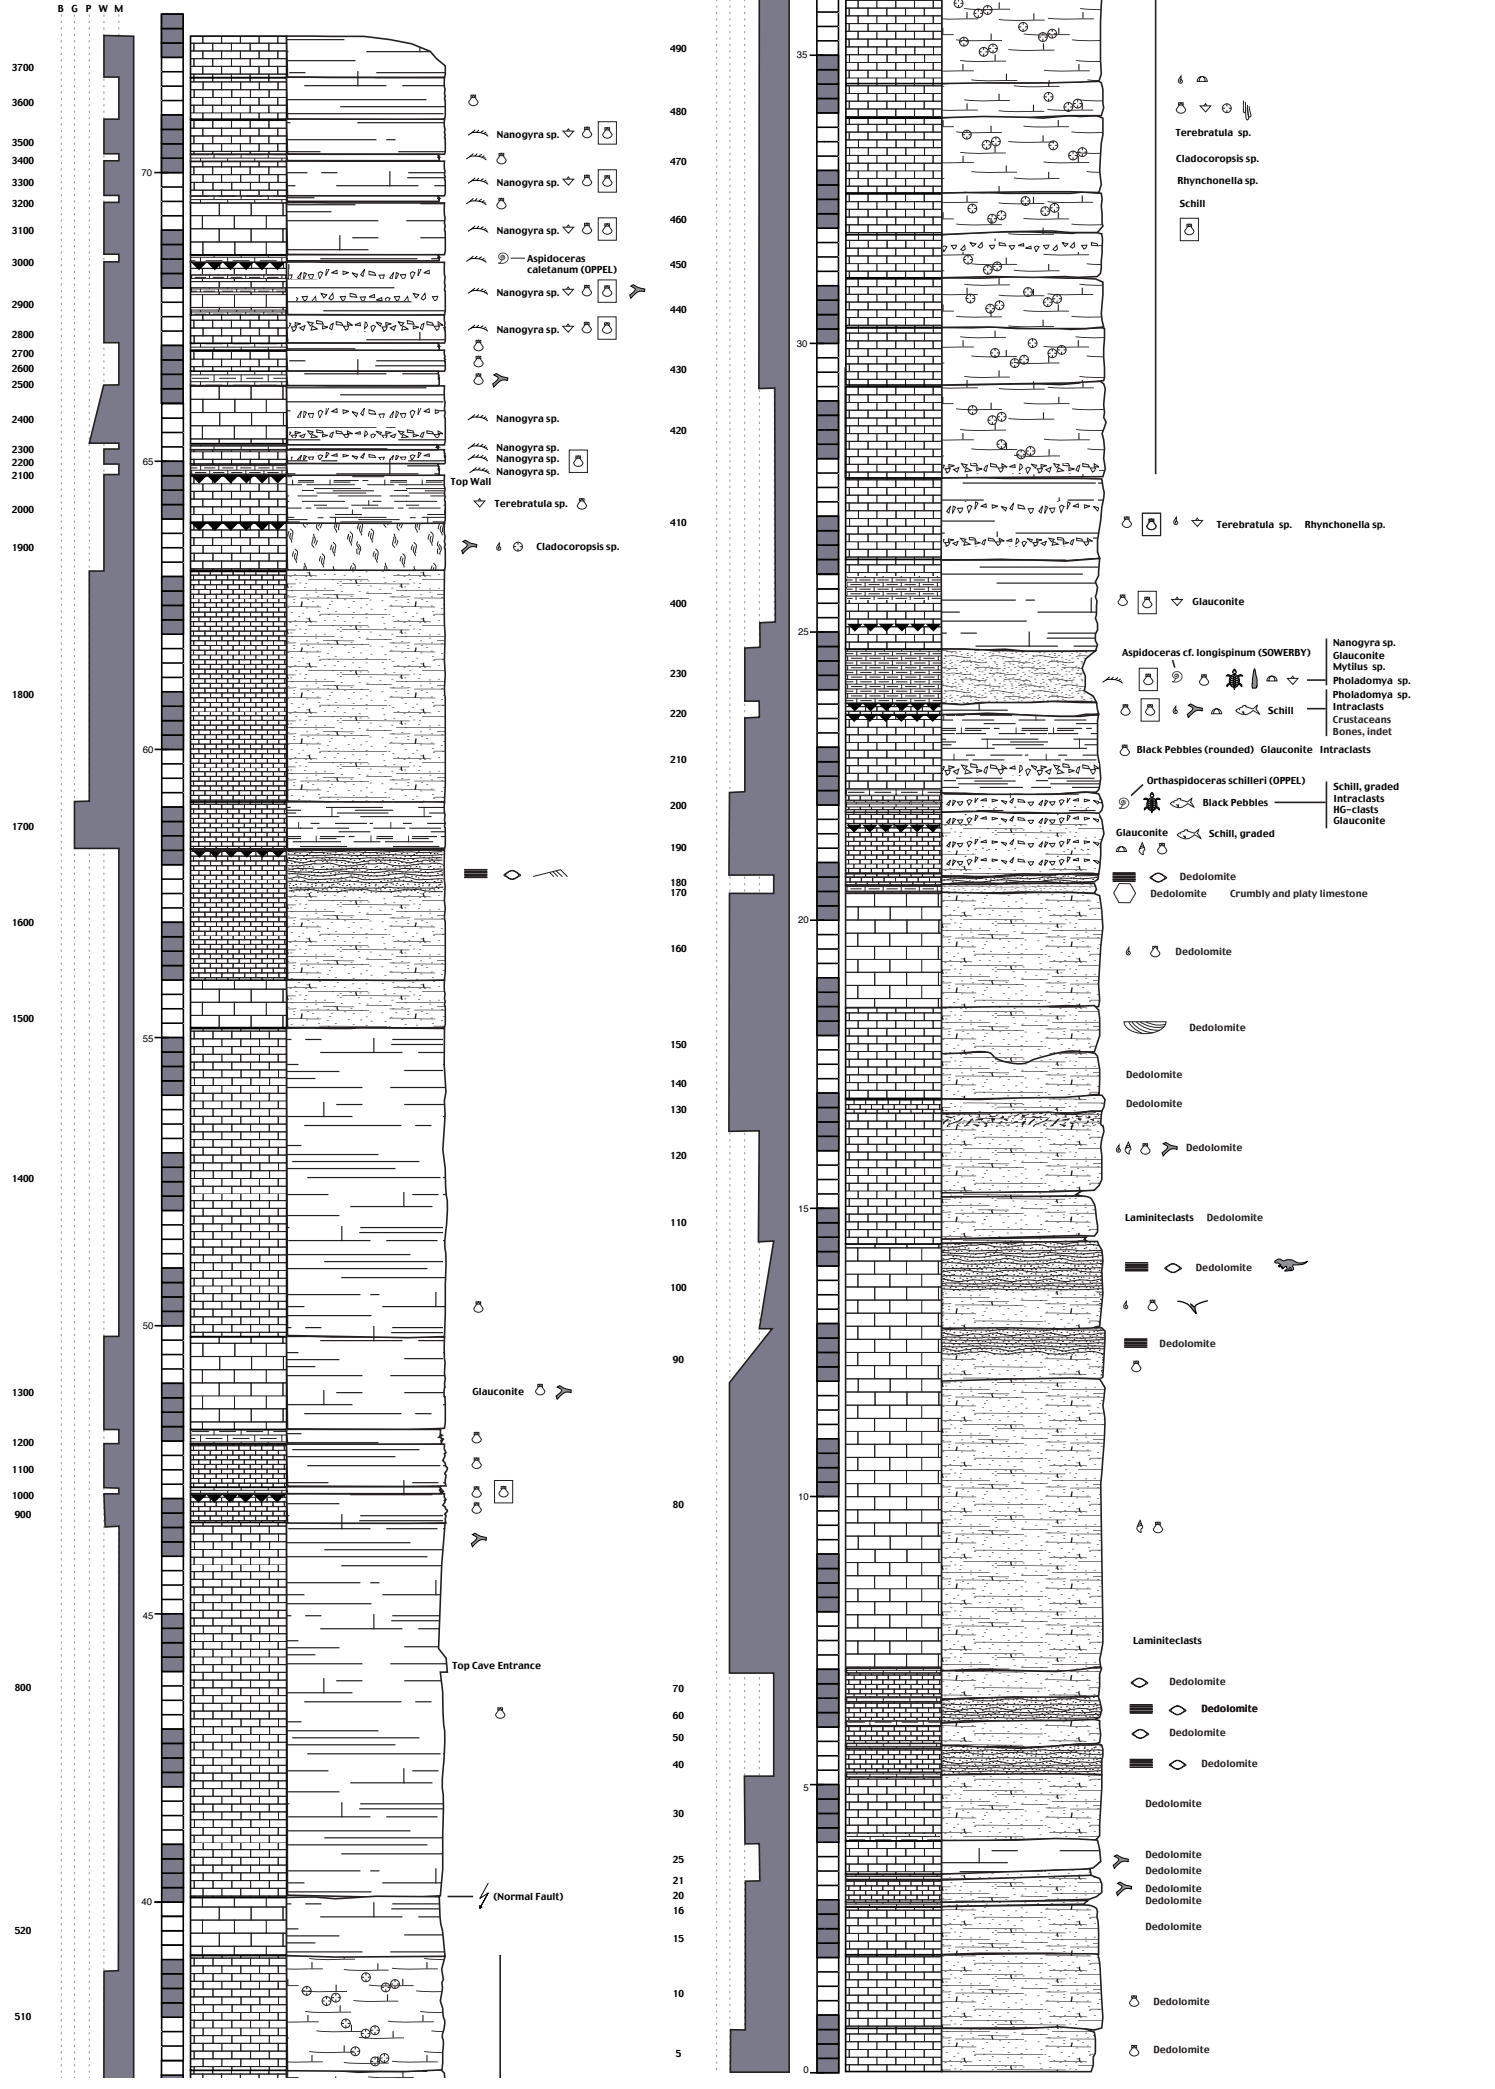 B G P W M
3700
3600
Nanogyra sp.
3500
3400
70
3300
Nanogyra sp.
3200
3100
Nanogyra sp.
3000
Aspidoceras
caletanum (OPPEL)
Nanogyra sp.
2900
2800
Nanogyra sp.
2700
2600
2500
2400
Nanogyra sp.
2300
Nanogyra sp.
2200
65
Nanogyra sp.
Nanogyra sp.
2100
Top Wall
2000
Terebratula sp.
1900
Cladocoropsis sp.
1800
60
1700
1600
1500
55
1400
50
1300
Glauconite
1200
1100
1000
900
45
Top Cave Entrance
800
40
(Normal Fault)
520
510
490
35
480
Terebratula sp.
470
Cladocoropsis sp.
Rhynchonella sp.
Schill
460
450
440
30
430
420
410
Terebratula sp. Rhynchonella sp.
400
Glauconite
25
Aspidoceras cf. longispinum (SOWERBY)
Nanogyra sp.
Glauconite
Mytilus sp.
Pholadomya sp.
230
Pholadomya sp.
Intraclasts
Crustaceans
Bones, indet
Schill
220
Black Pebbles (rounded) Glauconite Intraclasts
210
Orthaspidoceras schilleri (OPPEL)
Schill, graded
Intraclasts
HG-clasts
Glauconite
Black Pebbles
200
Glauconite Schill, graded
190
180
Dedolomite
170
Dedolomite Crumbly and platy limestone
20
160
Dedolomite
Dedolomite
150
Dedolomite
140
130
Dedolomite
120
Dedolomite
15
110
Laminiteclasts Dedolomite
Dedolomite
100
90
Dedolomite
10
80
Laminiteclasts
70
Dedolomite
60
Dedolomite
50
Dedolomite
40
Dedolomite
5
30
Dedolomite
25
Dedolomite
21
Dedolomite
20
Dedolomite
16
Dedolomite
15
Dedolomite
10
Dedolomite
5
Dedolomite
0